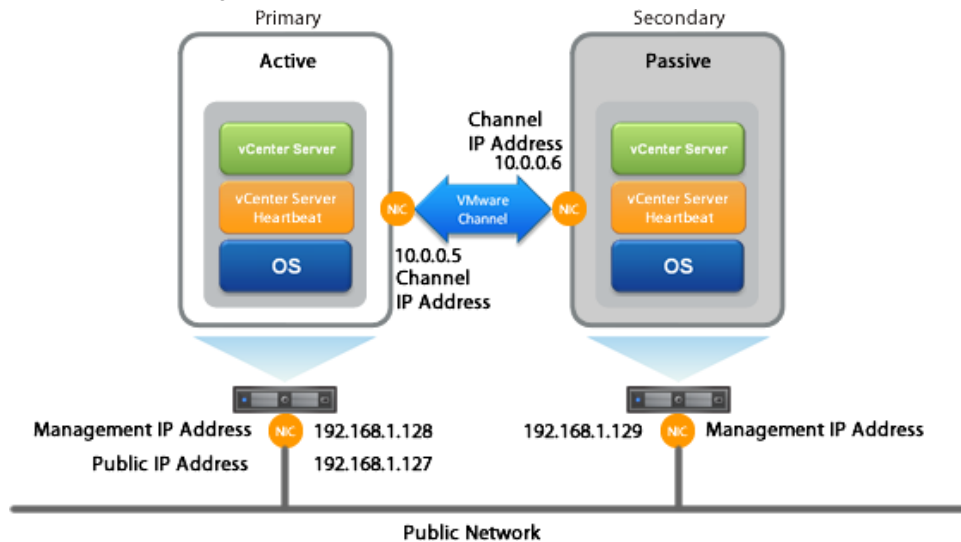 Primary
Secondary
Active
Passive
vCenter Server
vCenter Server
Heartbeat
OS
Channel
IP Address
10.0.0.6
NIC
VMware
Channel
NIC
10.0.0.5
Channel
IP Address
vCenter Server
vCenter Server
Heartbeat
OS
Management IP Address
NIC
192.168.1.128
Public IP Address
192.168.1.127
192.168.1.129
NIC
Management IP Address
Public Network